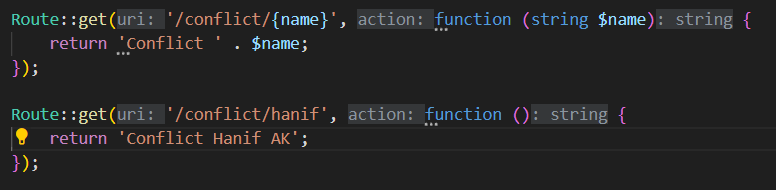 Route::get(uri: '/conflict/{name}', action: function (string $name): string {
    return 'Conflict ' . $name;
});
Route::get(uri: '/conflict/hanif', action: function (): string {
    return 'Conflict Hanif AK';
});